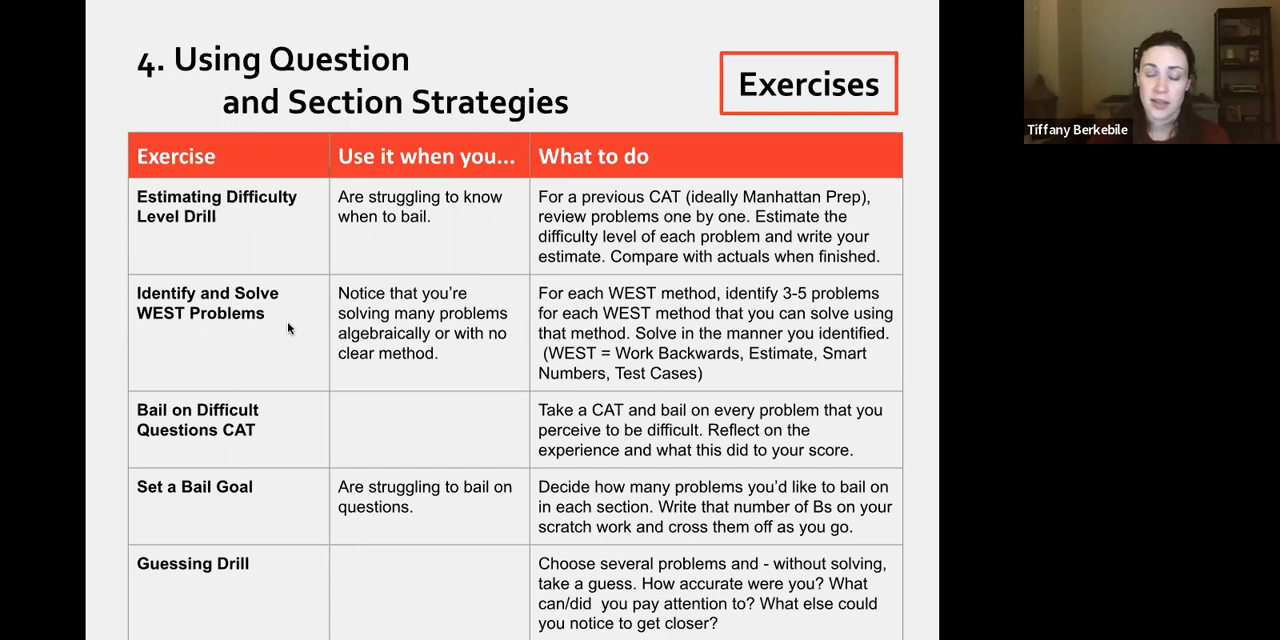 4. Using Question
and Section Strategies
Exercises
Tiffany Berkebile
Exercise
Use it when you...
What to do
Estimating Difficulty
Level Drill
Are struggling to know
when to bail.
For a previous CAT (ideally Manhattan Prep),
review problems one by one. Estimate the
difficulty level of each problem and write your
estimate. Compare with actuals when finished.
Identify and Solve
WEST Problems
Notice that you’re
solving many problems
algebraically or with no
clear method.
For each WEST method, identify 3-5 problems
for each WEST method that you can solve using
that method. Solve in the manner you identified.
(WEST = Work Backwards, Estimate, Smart
Numbers, Test Cases)
Bail on Difficult
Questions CAT
Take a CAT and bail on every problem that you
perceive to be difficult. Reflect on the
experience and what this did to your score.
Set a Bail Goal
Are struggling to bail on
questions.
Decide how many problems you’d like to bail on
in each section. Write that number of Bs on your
scratch work and cross them off as you go.
Guessing Drill
Choose several problems and - without solving,
take a guess. How accurate were you? What
can/did you pay attention to? What else could
you notice to get closer?